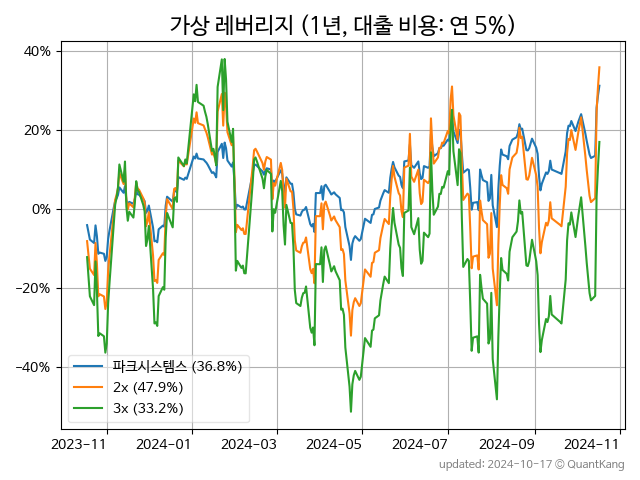 가상 레버리지 (1년, 대출 비용: 연 5%)
40%
20%
0%
−20%
−40%
파크시스템스 (36.8%)
2x (47.9%)
3x (33.2%)
2023-11 2024-01 2024-03 2024-05 2024-07 2024-09 2024-11
updated: 2024-10-17 © QuantKang